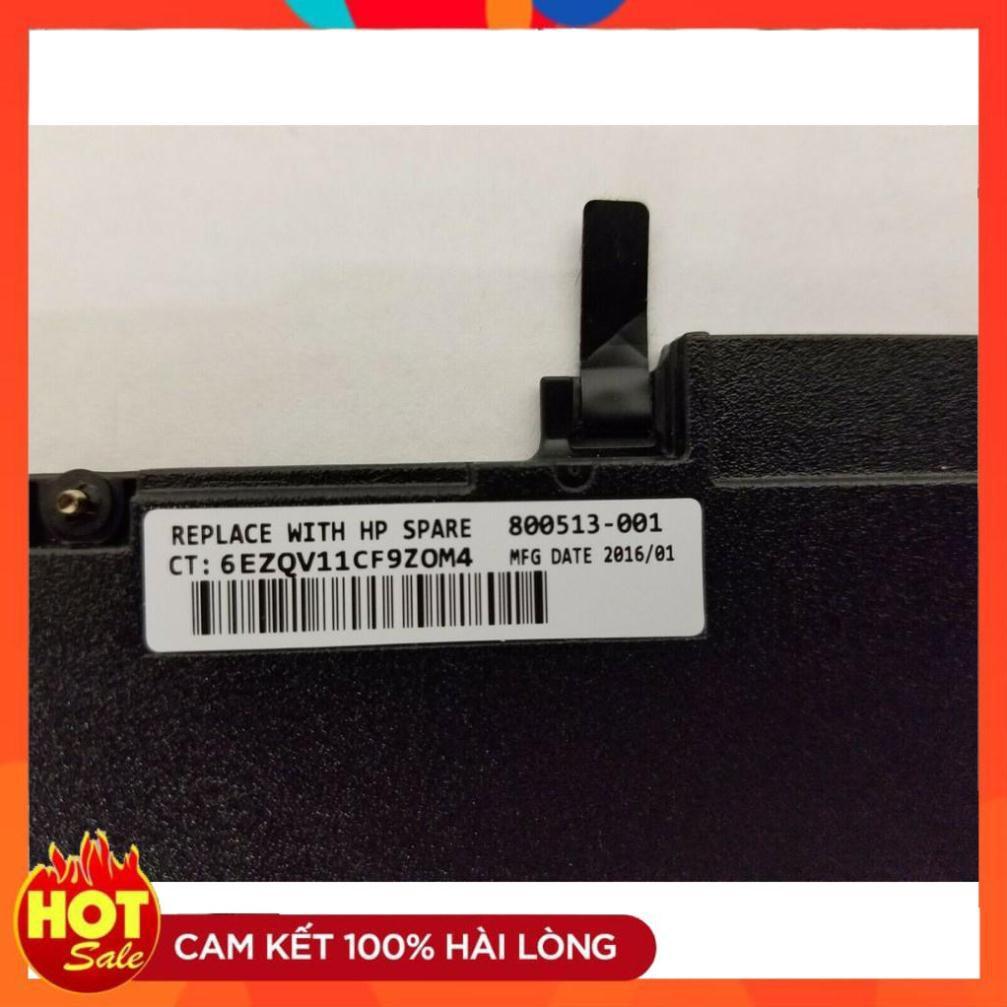 REPLACE WITH HP SPARE 800513-001
CT: 6EZQV11CF9ZOM4 MFG DATE 2016/01
HOT
Sale
CAM KẾT 100% HÀI LÒNG